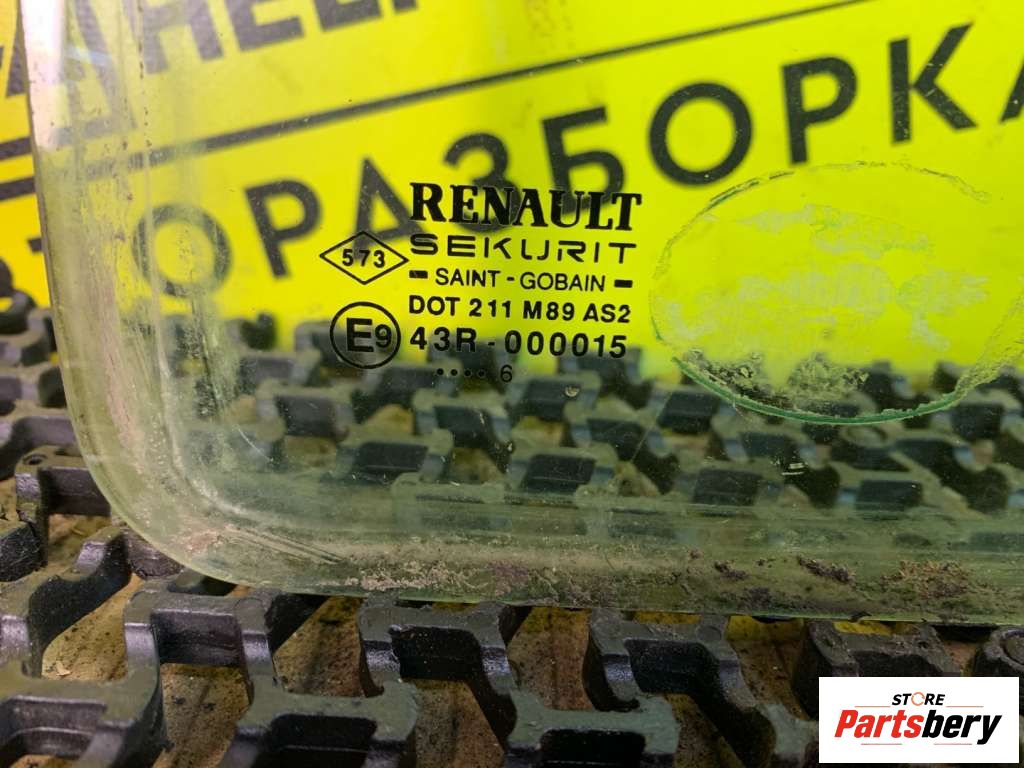 ОРАЗБОРКА
RENAULT
573
SEKURIT
- SAINT - GOBAIN -
DOT 211 M89 AS2
E9
43R - 000015
.... 6
STORE
Partsbery